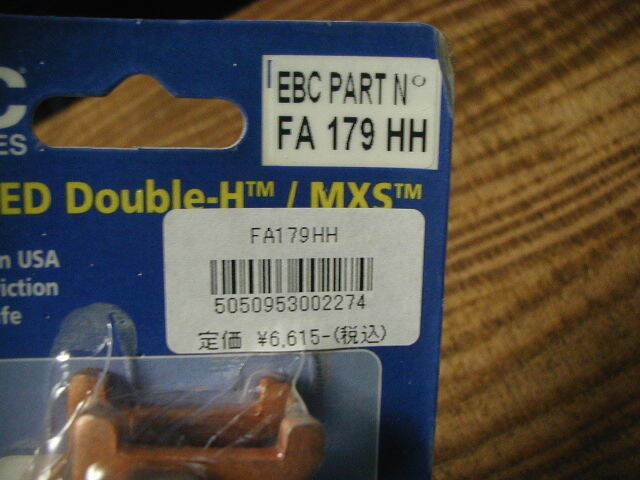 EBC PART N°
FA 179 HH
C
ES
ED Double-H™ / MXS™
n USA
riction
fe
FA179HH
5050953002274
定価 ¥6,615-(税込)